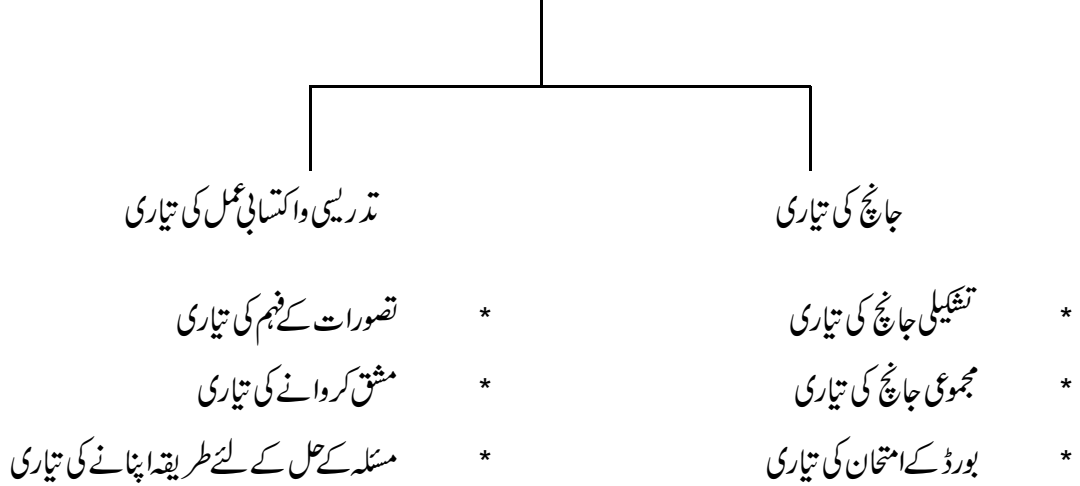 جانچ کی تیاری
* تشکیلی جانچ کی تیاری
* مجموعی جانچ کی تیاری
* بورڈ کے امتحان کی تیاری
تدریسی واکتسابی عمل کی تیاری
* تصورات کے فہم کی تیاری
* مشق کروانے کی تیاری
* مسئلہ کے حل کے لئے طریقہ اپنانے کی تیاری